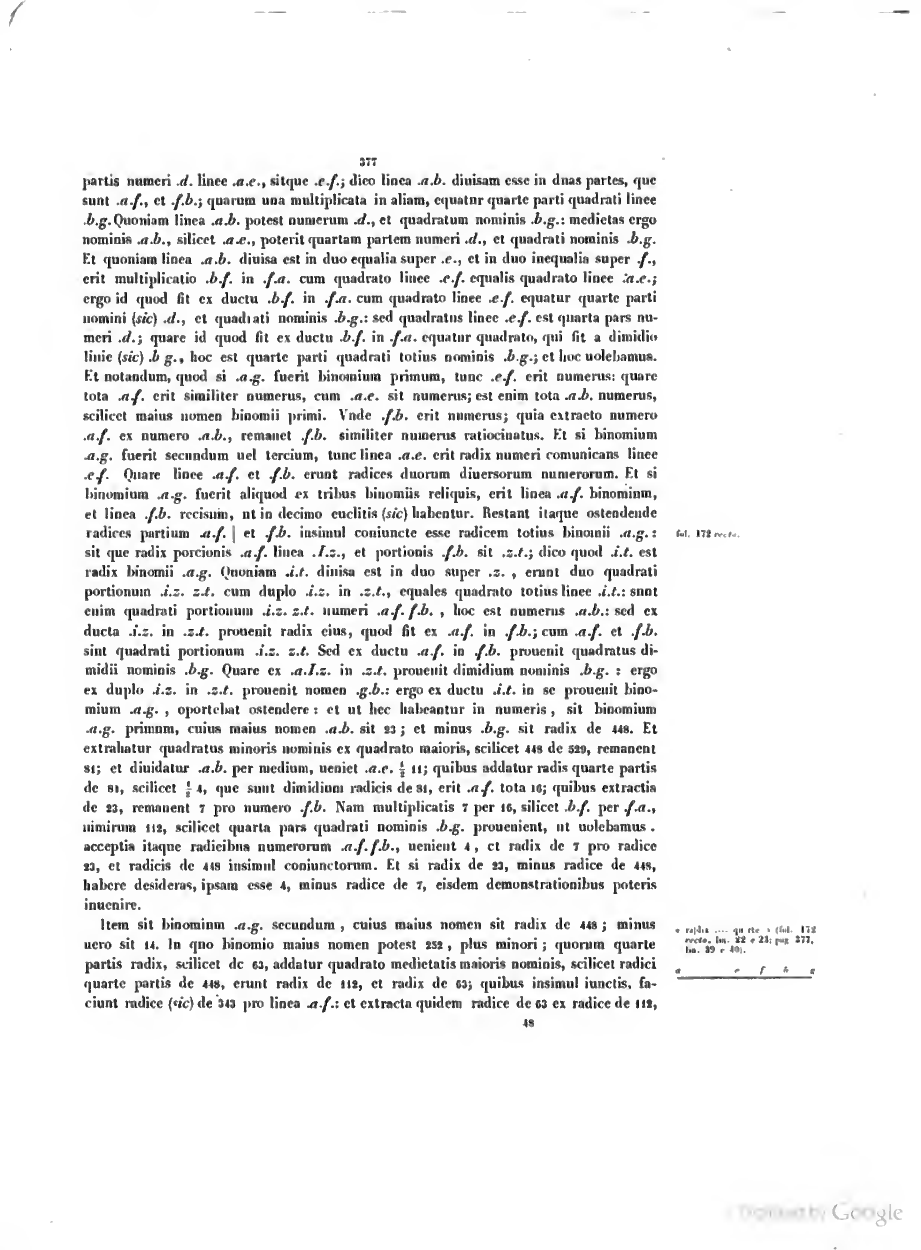 377
partis numeri .d. linee .a.e., sitque .e.f.; dico linea .a.b. diuisam esse in duas partes, que
sunt .a.f., et .f.b.; quarum una multiplicata in aliam, equatur quarte parti quadrati linee
.b.g. Quoniam linea .a.b. potest numerum .d., et quadratum nominis .b.g.: medietas ergo
nominis .a.b., silicet .a.e., poterit quartam partem numeri .d., et quadrati nominis .b.g.
Et quoniam linea .a.b. diuisa est in duo equalia super .e., et in duo inequalia super .f.,
erit multiplicatio .b.f. in .f.a. cum quadrato linee .e.f. equalis quadrato linee .a.e.;
ergo id quod fit ex ductu .b.f. in .f.a. cum quadrato linee .e.f. equatur quarte parti
nomini (sic) .d., et quadrati nominis .b.g.: sed quadratus linee .e.f. est quarta pars nu-
meri .d.; quare id quod fit ex ductu .b.f. in .f.a. equatur quadrato, qui fit a dimidio
linie (sic) .b g., hoc est quarte parti quadrati totius nominis .b.g.; et hoc uolebamus.
Et notandum, quod si .a.g. fuerit binomium primum, tunc .e.f. erit numerus: quare
tota .a.f. erit similiter numerus, cum .a.e. sit numerus; est enim tota .a.b. numerus,
scilicet maius nomen binomii primi. Vnde .f.b. erit numerus; quia extracto numero
.a.f. ex numero .a.b., remanet .f.b. similiter numerus ratiocinatus. Et si binomium
.a.g. fuerit secundum uel tercium, tunc linea .a.e. erit radix numeri comunicans linee
.e.f. Quare linee .a.f. et .f.b. erunt radices duorum diuersorum numerorum. Et si
binomium .a.g. fuerit aliquod ex tribus binomiis reliquis, erit linea .a.f. binomium,
et linea .f.b. recisum, ut in decimo euclitis (sic) habentur. Restant itaque ostendende
radices partium .a.f. | et .f.b. insimul coniuncte esse radicem totius binomii .a.g.:
fol. 172 recto.
sit que radix porcionis .a.f. linea .I.z., et portionis .f.b. sit .z.t.; dico quod .i.t. est
radix binomii .a.g. Quoniam .i.t. diuisa est in duo super .z. , erunt duo quadrati
portionum .i.z. z.t. cum duplo .i.z. in .z.t., equales quadrato totius linee .i.t.: sunt
enim quadrati portionum .i.z. z.t. numeri .a.f. f.b. , hoc est numerus .a.b.: sed ex
ducta .i.z. in .z.t. prouenit radix eius, quod fit ex .a.f. in .f.b.; cum .a.f. et .f.b.
sint quadrati portionum .i.z. z.t. Sed ex ductu .a.f. in .f.b. prouenit quadratus di-
midii nominis .b.g. Quare ex .a.I.z. in .z.t. prouenit dimidium nominis .b.g. : ergo
ex duplo .i.z. in .z.t. prouenit nomen .g.b.: ergo ex ductu .i.t. in se prouenit bino-
mium .a.g. , oportebat ostendere : et ut hec habeantur in numeris , sit binomium
.a.g. primum, cuius maius nomen .a.b. sit 23 ; et minus .b.g. sit radix de 448. Et
extrahatur quadratus minoris nominis ex quadrato maioris, scilicet 448 de 529, remanent
81; et diuidatur .a.b. per medium, ueniet .a.e. ½ 11; quibus addatur radis quarte partis
de 81, scilicet ½ 4, que sunt dimidium radicis de 81, erit .a.f. tota 16; quibus extractis
de 23, remanent 7 pro numero .f.b. Nam multiplicatis 7 per 16, silicet .b.f. per .f.a.,
nimirum 112, scilicet quarta pars quadrati nominis .b.g. prouenient, ut uolebamus .
acceptis itaque radicibus numerorum .a.f. f.b., uenient 4 , et radix de 7 pro radice
23, et radicis de 448 insimul coniunctorum. Et si radix de 23, minus radice de 448,
habere desideras, ipsam esse 4, minus radice de 7, eisdem demonstrationibus poteris
inuenire.
Item sit binomium .a.g. secundum , cuius maius nomen sit radix de 448 ; minus
uero sit 14. In quo binomio maius nomen potest 252 , plus minori ; quorum quarte
partis radix, scilicet de 63, addatur quadrato medietatis maioris nominis, scilicet radici
quarte partis de 448, erunt radix de 112, et radix de 63; quibus insimul iunctis, fa-
ciunt radice (sic) de 343 pro linea .a.f.: et extracta quidem radice de 63 ex radice de 112,
(fol. 172
recto, lin. 22 e 23; pag. 377,
lin. 39 e 40).
a e f b g
48
Digitized by Google